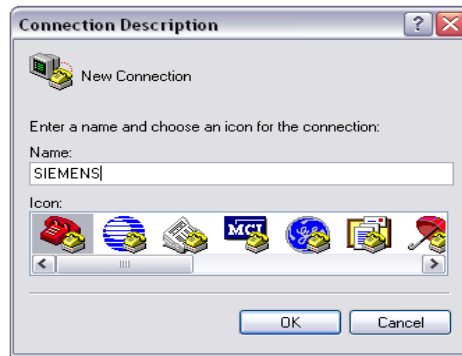 Connection Description
New Connection
Enter a name and choose an icon for the connection:
Name:
SIEMENS
Icon:
MCI
OK Cancel